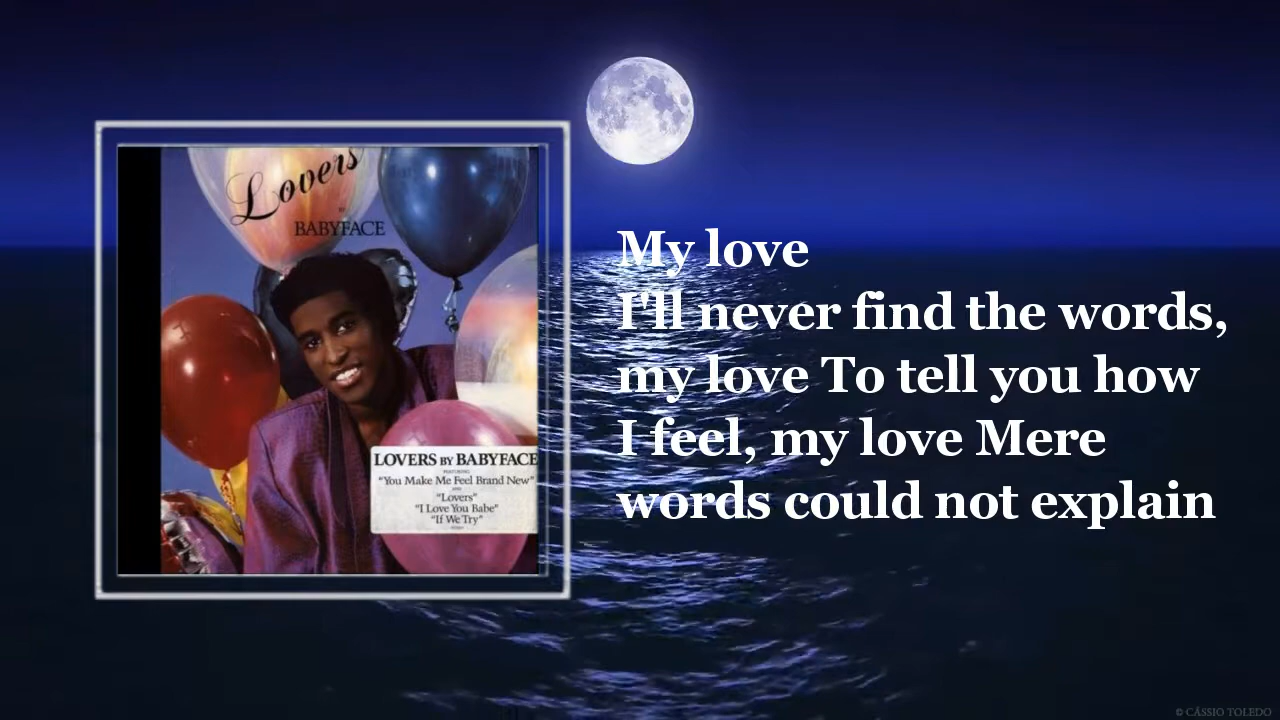 Lovers
BY
BABYFACE
LOVERS BY BABYFACE
FEATURING
"You Make Me Feel Brand New"
"Lovers"
"I Love You Babe"
"If We Try"
My love
I'll never find the words,
my love To tell you how
I feel, my love Mere
words could not explain
© CÁSSIO TOLEDO